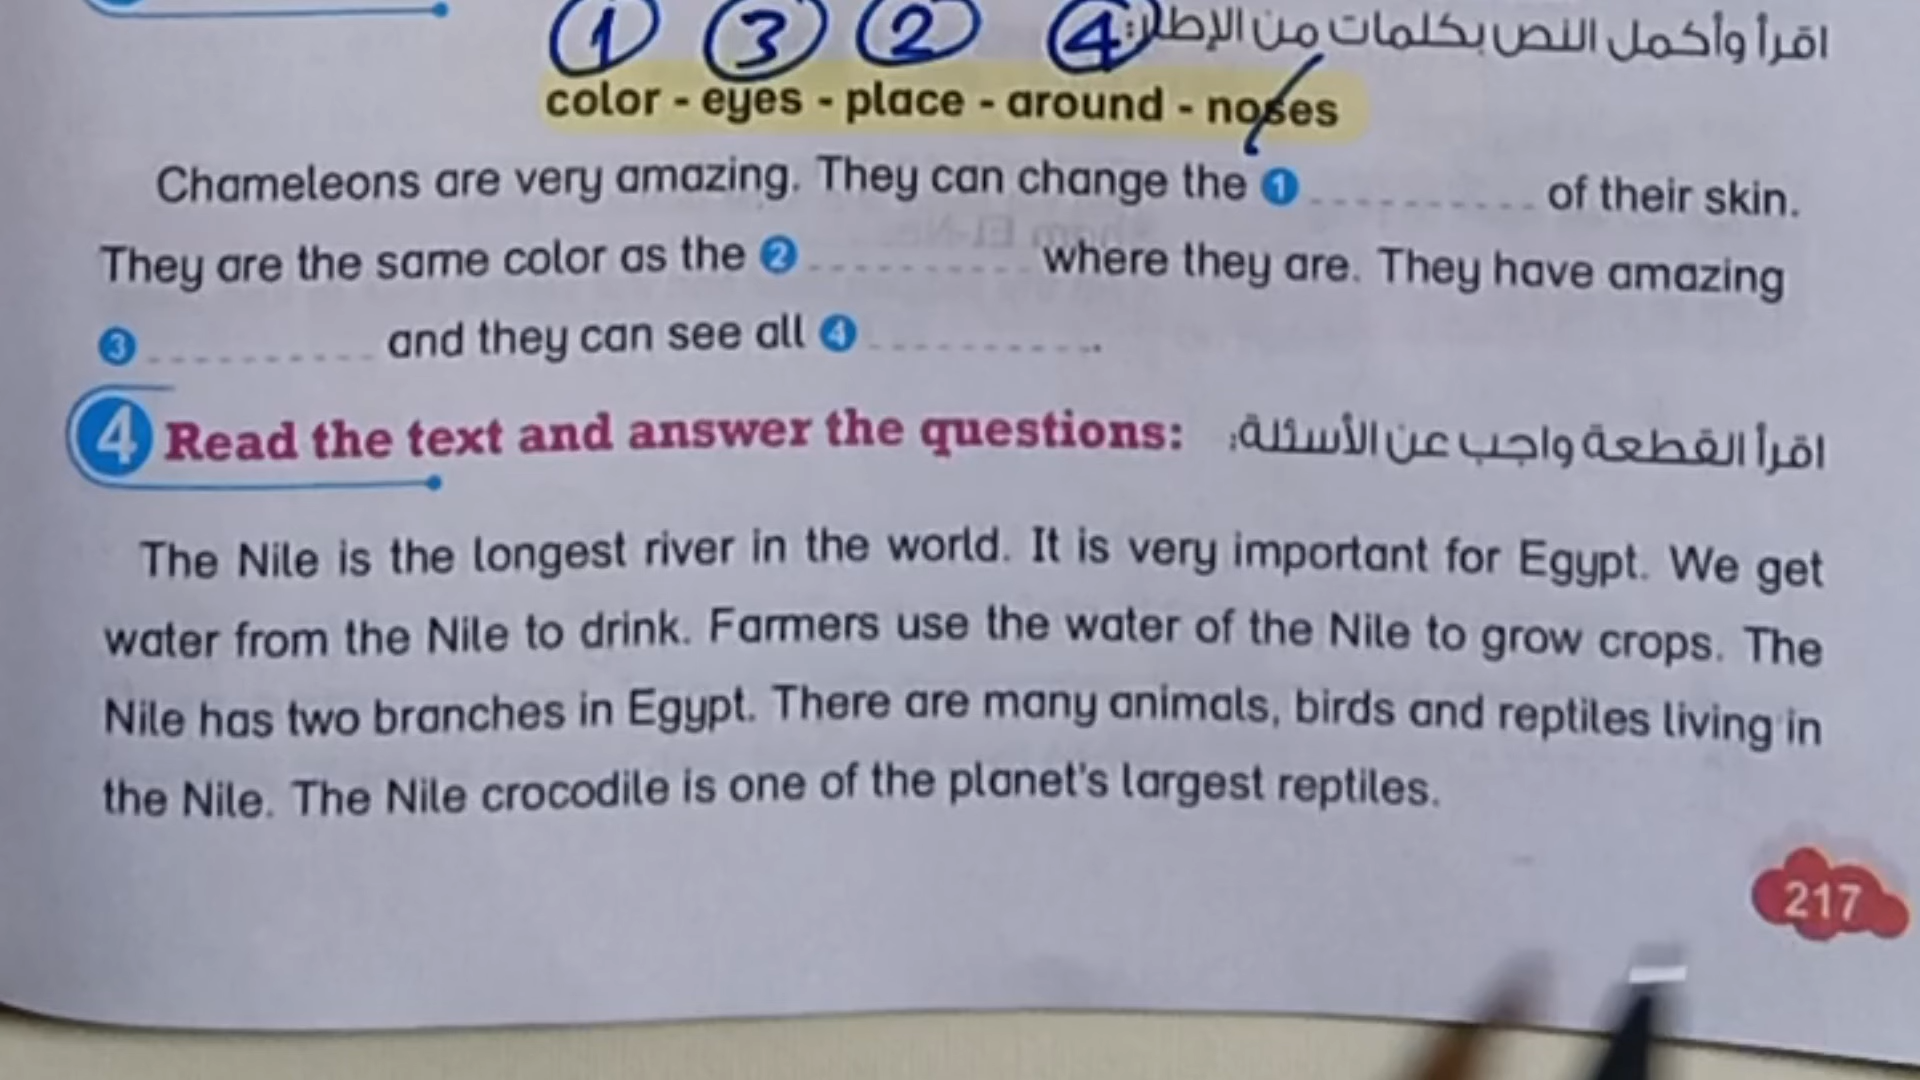 1 3 2 4
اقرأ وأكمل النص بكلمات من الإطار:
color - eyes - place - around - noses
Chameleons are very amazing. They can change the 1 .......... of their skin.
They are the same color as the 2 .......... where they are. They have amazing
3 .......... and they can see all 4 ..........
4 Read the text and answer the questions: اقرأ القطعة واجب عن الأسئلة:
The Nile is the longest river in the world. It is very important for Egypt. We get
water from the Nile to drink. Farmers use the water of the Nile to grow crops. The
Nile has two branches in Egypt. There are many animals, birds and reptiles living in
the Nile. The Nile crocodile is one of the planet's largest reptiles.
217